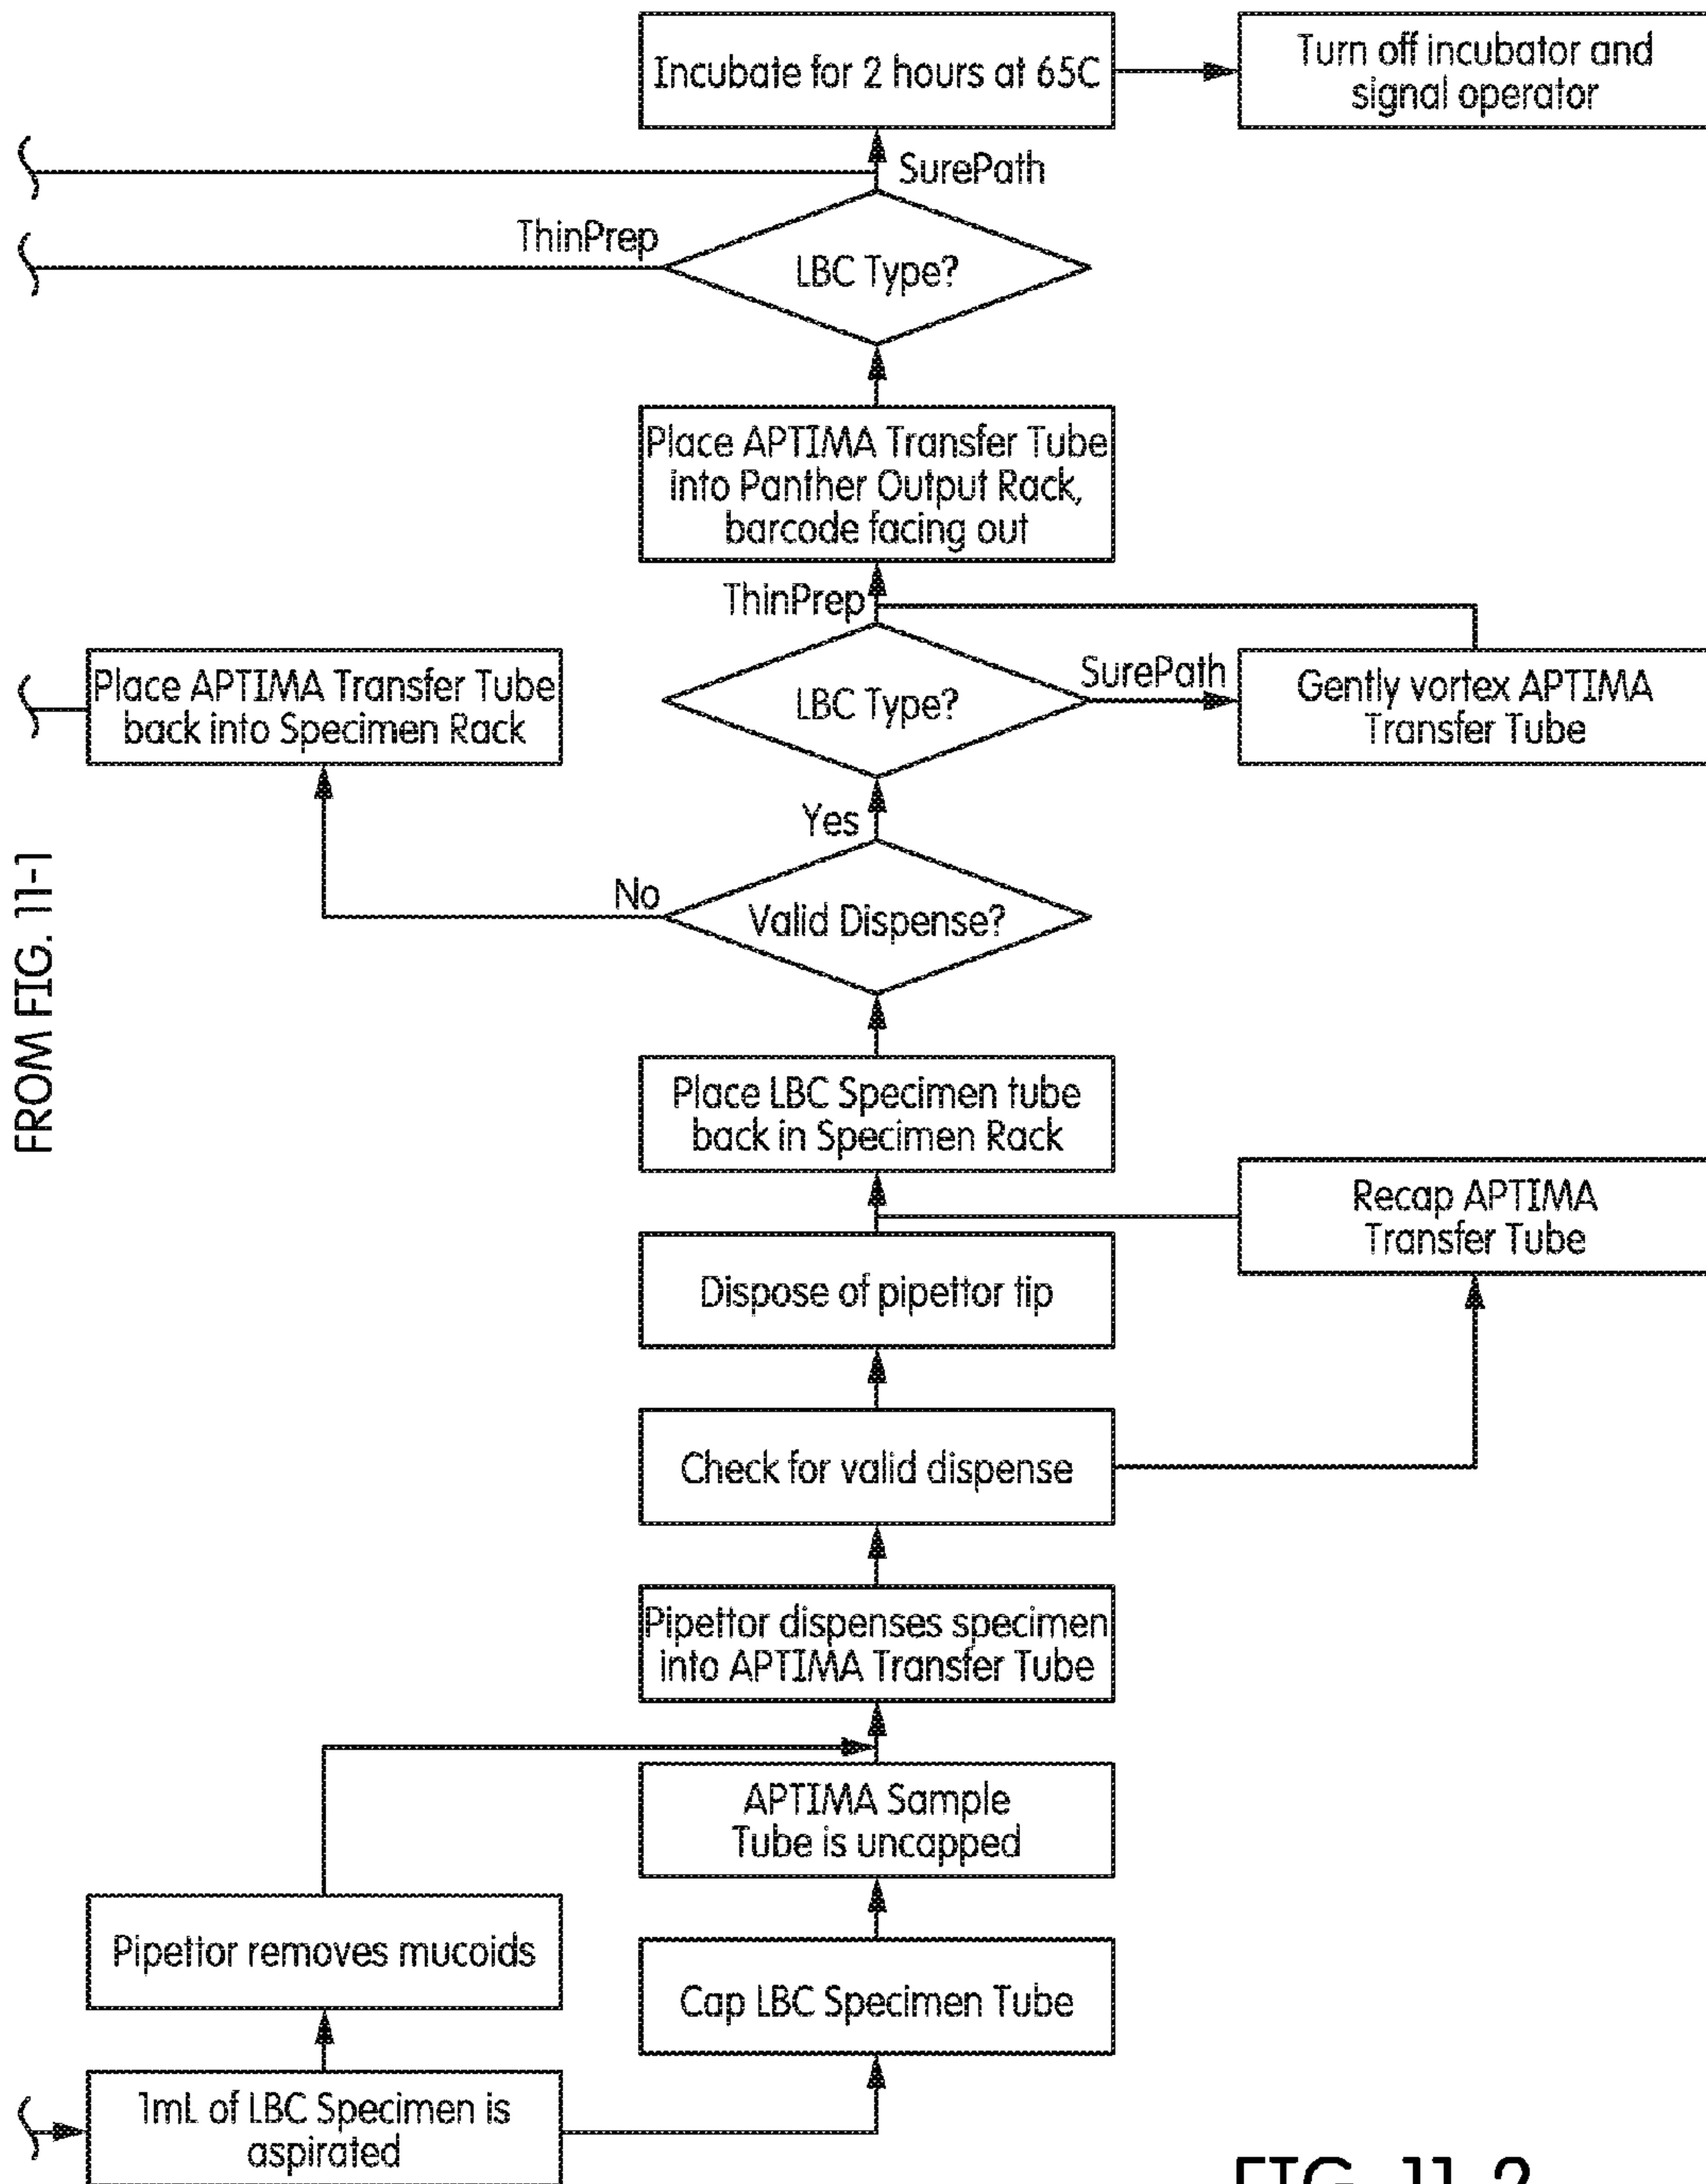 Incubate for 2 hours at 65C
Turn off incubator and
signal operator
SurePath
ThinPrep
LBC Type?
Place APTIMA Transfer Tube
into Panther Output Rack,
barcode facing out
ThinPrep
Place APTIMA Transfer Tube
back into Specimen Rack
LBC Type?
SurePath
Gently vortex APTIMA
Transfer Tube
Yes
No
Valid Dispense?
FROM FIG. 11-1
Place LBC Specimen tube
back in Specimen Rack
Recap APTIMA
Transfer Tube
Dispose of pipettor tip
Check for valid dispense
Pipettor dispenses specimen
into APTIMA Transfer Tube
APTIMA Sample
Tube is uncapped
Pipettor removes mucoids
Cap LBC Specimen Tube
1mL of LBC Specimen is
aspirated
FIG. 11-2